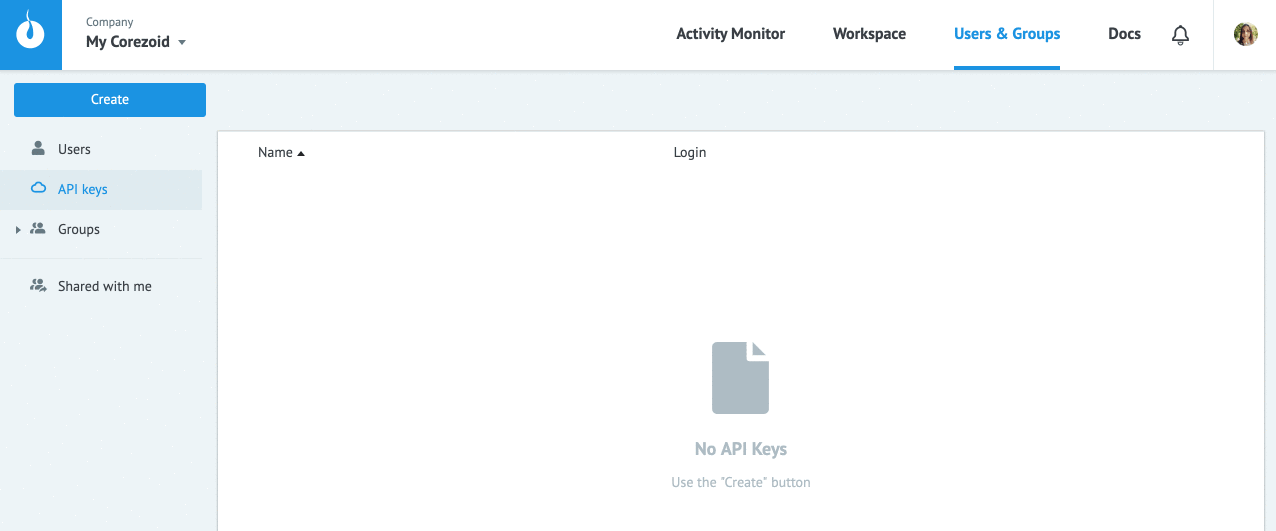 Company
My Corezoid
Activity Monitor
Workspace
Users & Groups
Docs
Create
Users
API keys
Groups
Shared with me
Name
Login
No API Keys
Use the "Create" button